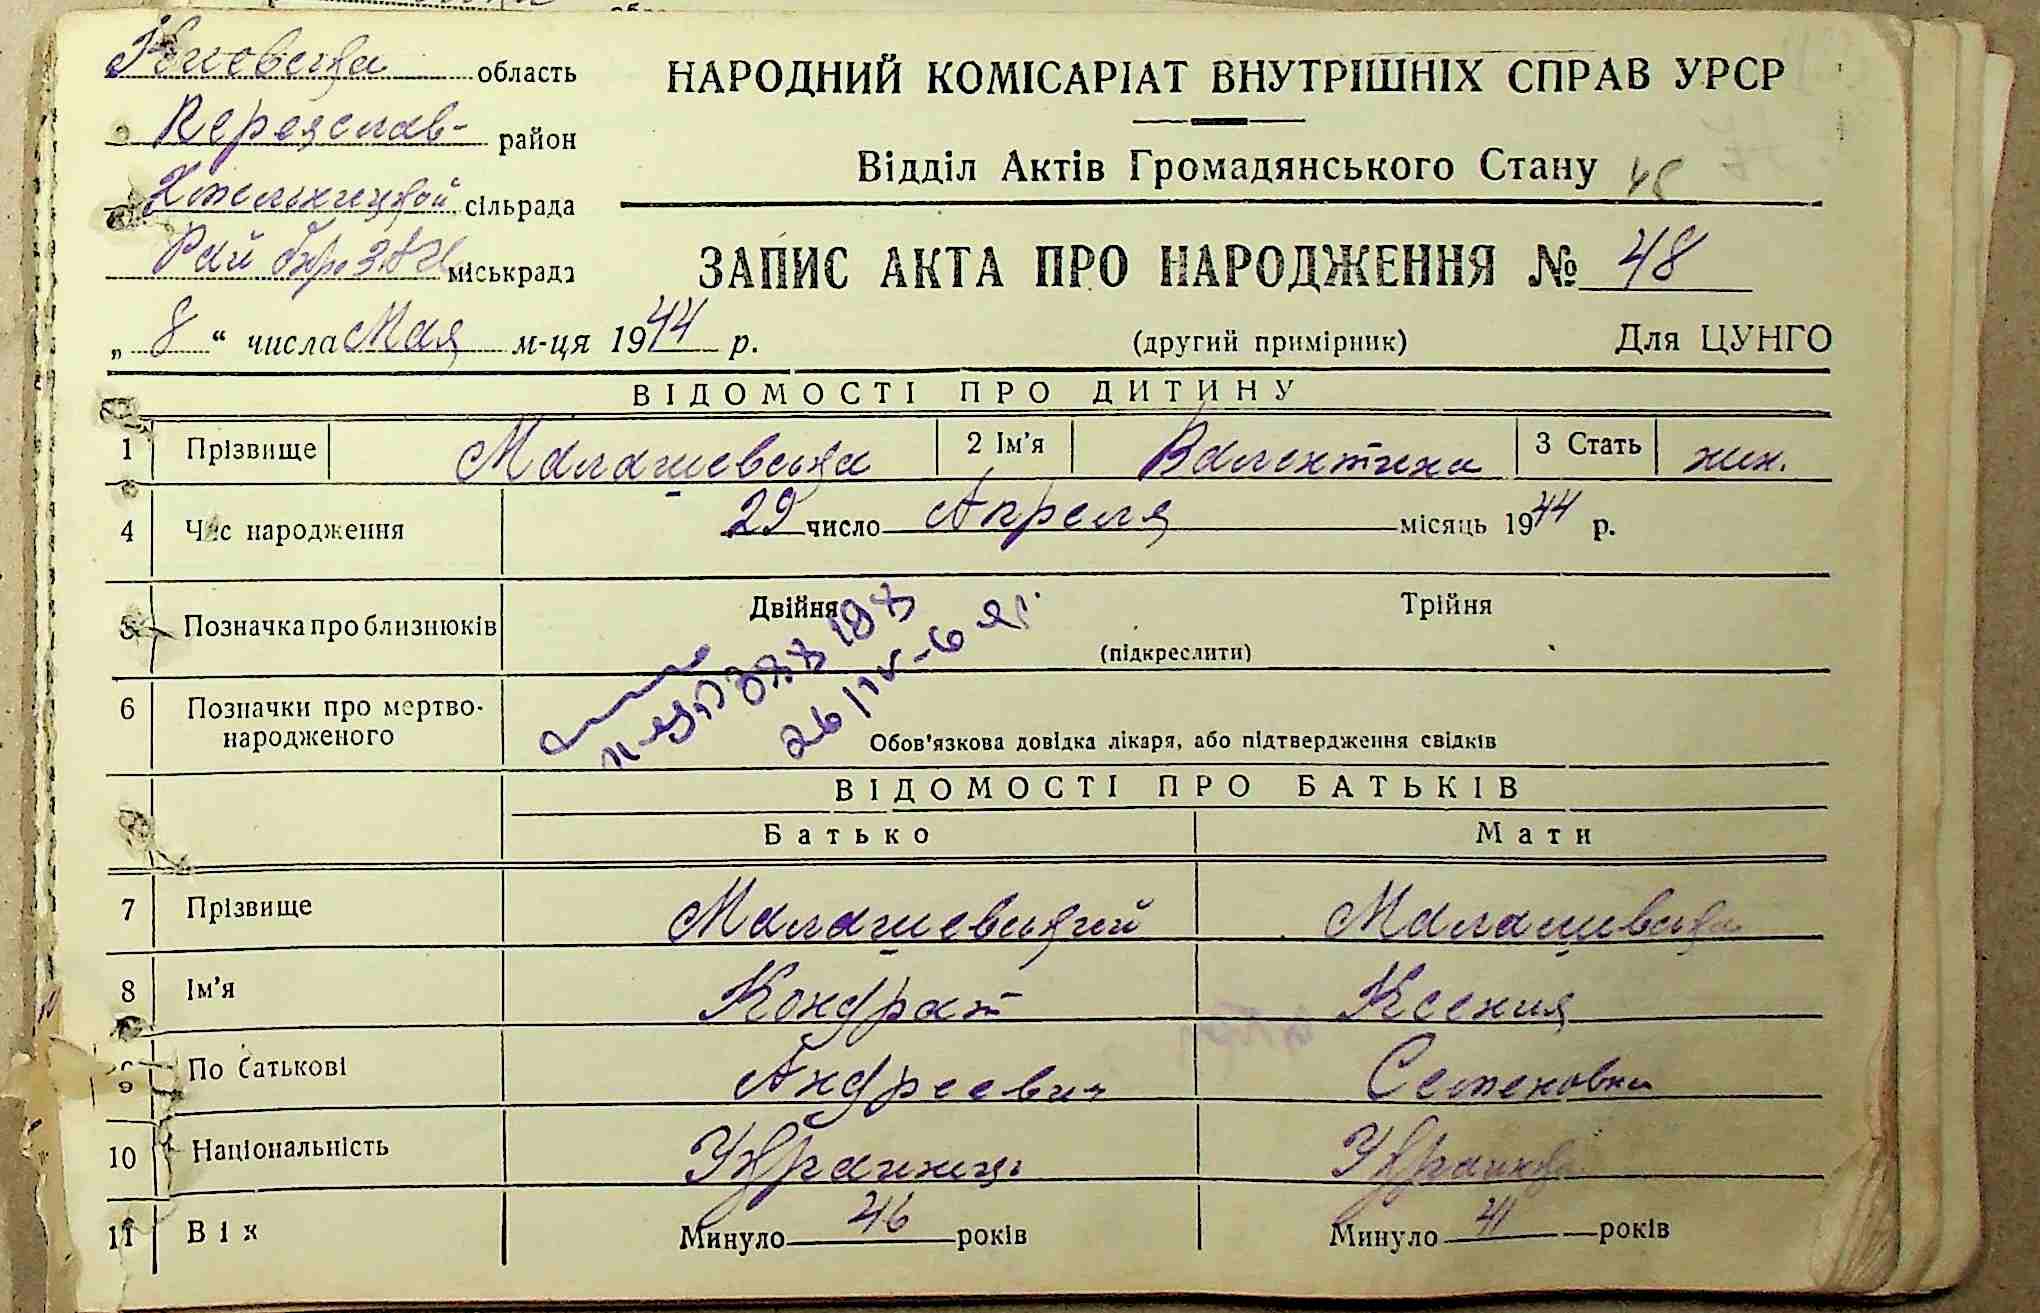 Киевська область
Переяслав- район
Хмельницкой сільрада
Рай бюро ЗАГС міськрада
НАРОДНИЙ КОМІСАРІАТ ВНУТРІШНІХ СПРАВ УРСР
Відділ Актів Громадянського Стану 48
ЗАПИС АКТА ПРО НАРОДЖЕННЯ № 48
„ 8 “ числа Мая м-ця 1944 р. (другий примірник) Для ЦУНГО
ВІДОМОСТІ ПРО ДИТИНУ
1 Прізвище Малашевська 2 Ім'я Валентина 3 Стать жин.
4 Час народження 29 число Апреля місяць 1944 р.
5 Позначка про близнюків Двійня Трійня
(підкреслити)
6 Позначки про мертво-
народженого
Обов'язкова довідка лікаря, або підтвердження свідків
ВІДОМОСТІ ПРО БАТЬКІВ
Батько Мати
7 Прізвище Малашевський Малашевська
8 Ім'я Кондрат Ксения
9 По батькові Андреевич Семеновна
10 Національність Украинець Украинка
11 Вік Минуло 46 років Минуло 41 років